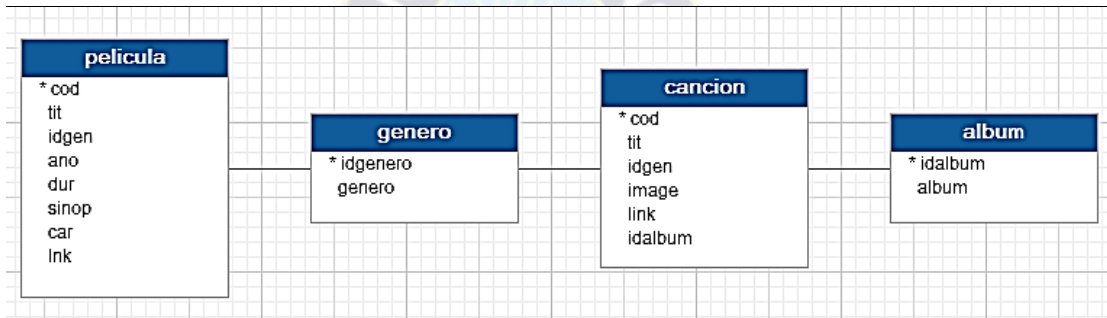 pelicula
* cod
tit
idgen
ano
dur
sinop
car
lnk
genero
* idgenero
genero
cancion
* cod
tit
idgen
image
link
idalbum
album
* idalbum
album